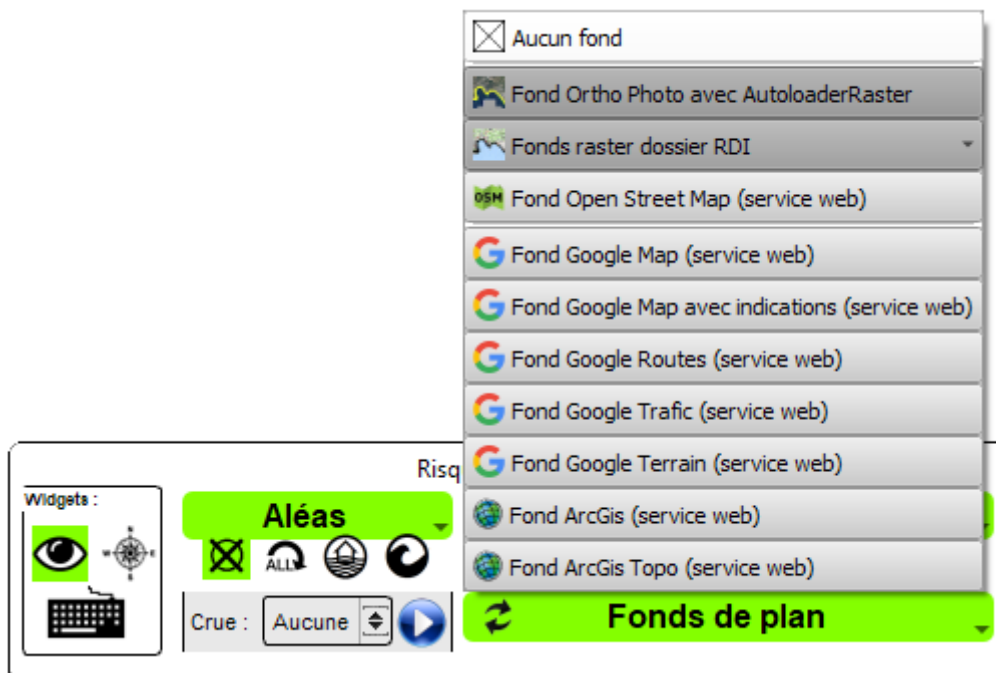 Aucun fond
Fond Ortho Photo avec AutoloaderRaster
Fonds raster dossier RDI
OSM Fond Open Street Map (service web)
Fond Google Map (service web)
Fond Google Map avec indications (service web)
Fond Google Routes (service web)
Fond Google Trafic (service web)
Fond Google Terrain (service web)
Fond ArcGis (service web)
Fond ArcGis Topo (service web)
Risq
Widgets :
Aléas
ALL
Crue : Aucune
Fonds de plan